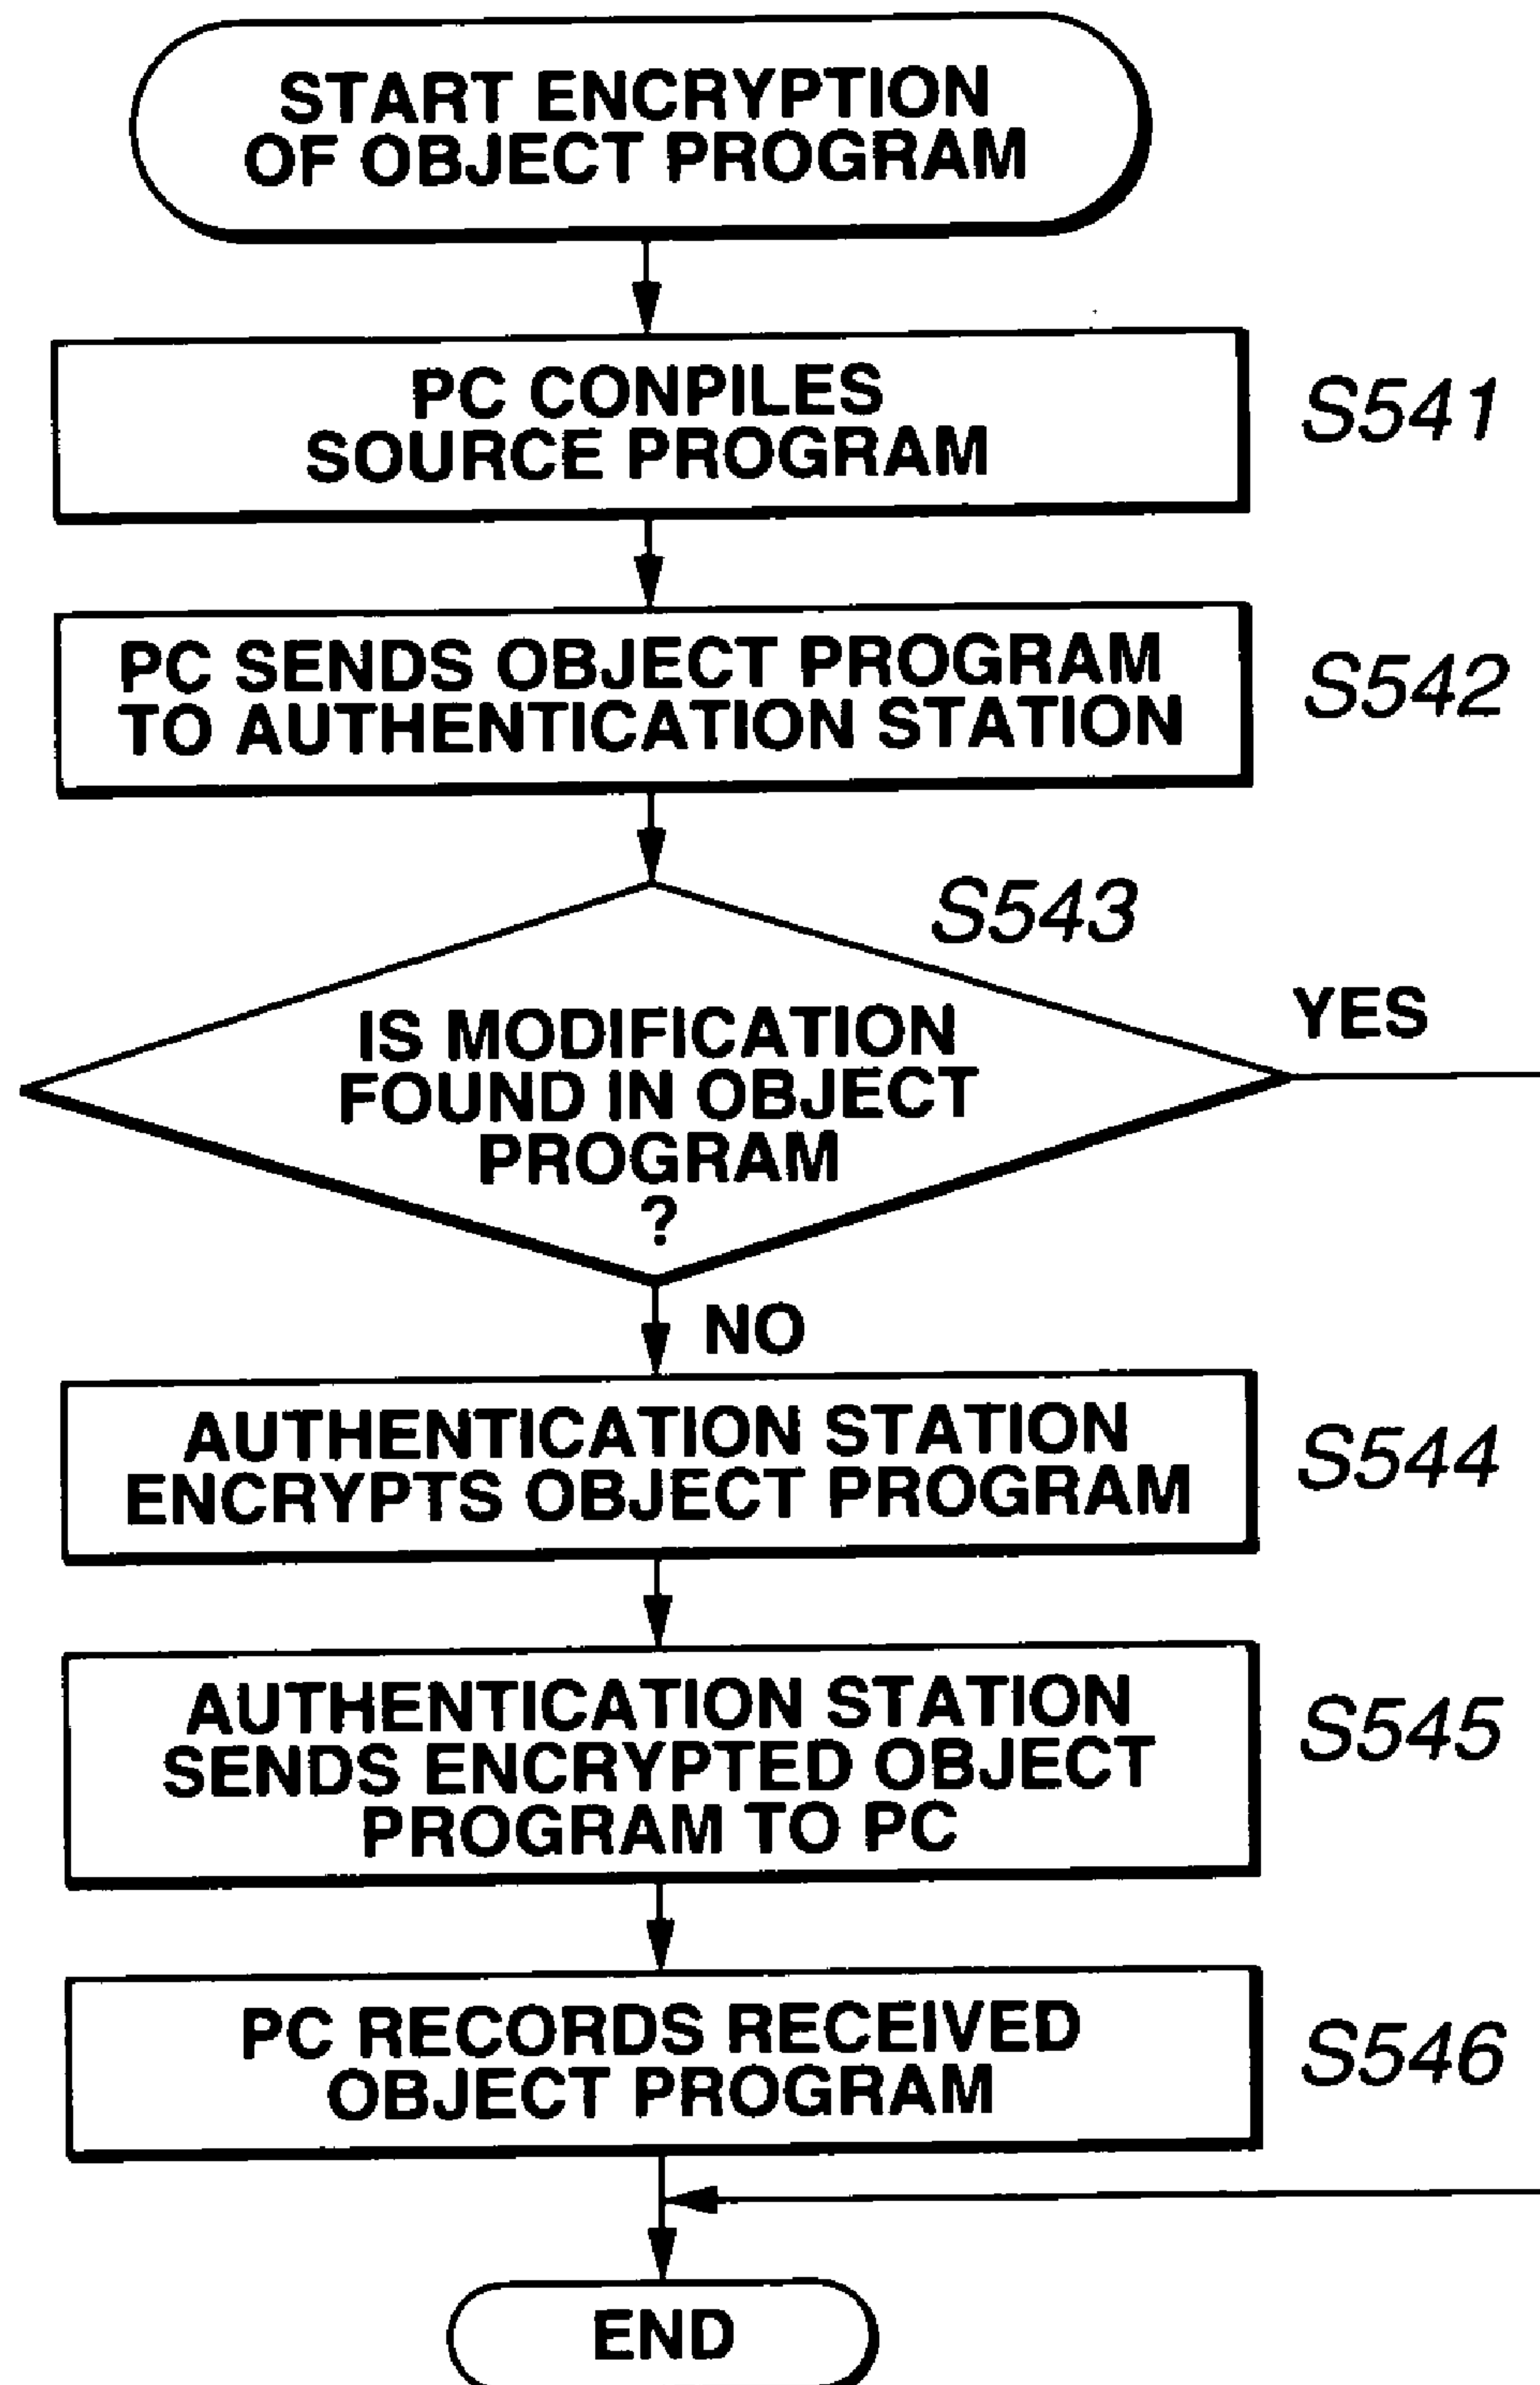 START ENCRYPTION
OF OBJECT PROGRAM
PC CONPILES
SOURCE PROGRAM
S541
PC SENDS OBJECT PROGRAM
TO AUTHENTICATION STATION
S542
S543
IS MODIFICATION
FOUND IN OBJECT
PROGRAM
?
YES
NO
AUTHENTICATION STATION
ENCRYPTS OBJECT PROGRAM
S544
AUTHENTICATION STATION
SENDS ENCRYPTED OBJECT
PROGRAM TO PC
S545
PC RECORDS RECEIVED
OBJECT PROGRAM
S546
END